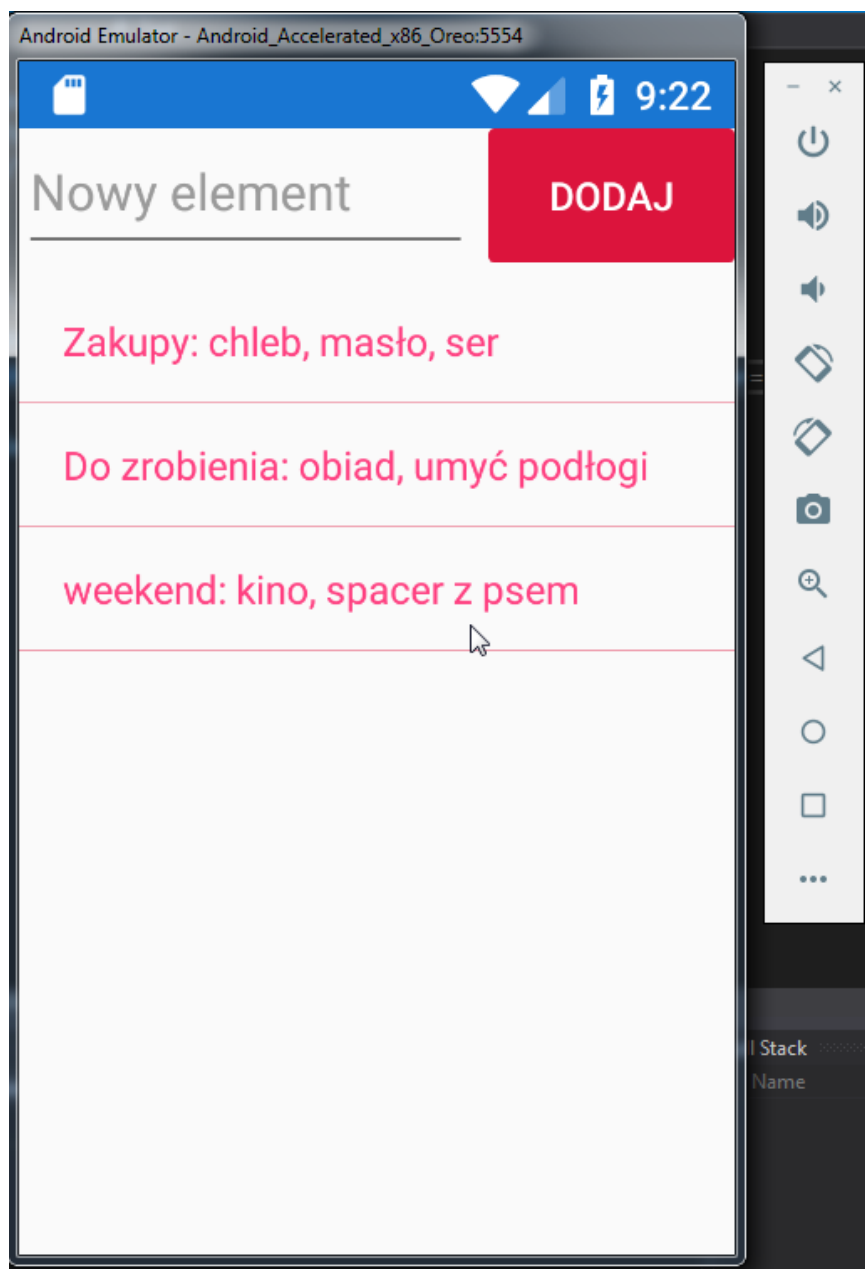 Android Emulator - Android_Accelerated_x86_Oreo:5554
9:22
Nowy element
DODAJ
Zakupy: chleb, masło, ser
Do zrobienia: obiad, umyć podłogi
weekend: kino, spacer z psem
l Stack
Name